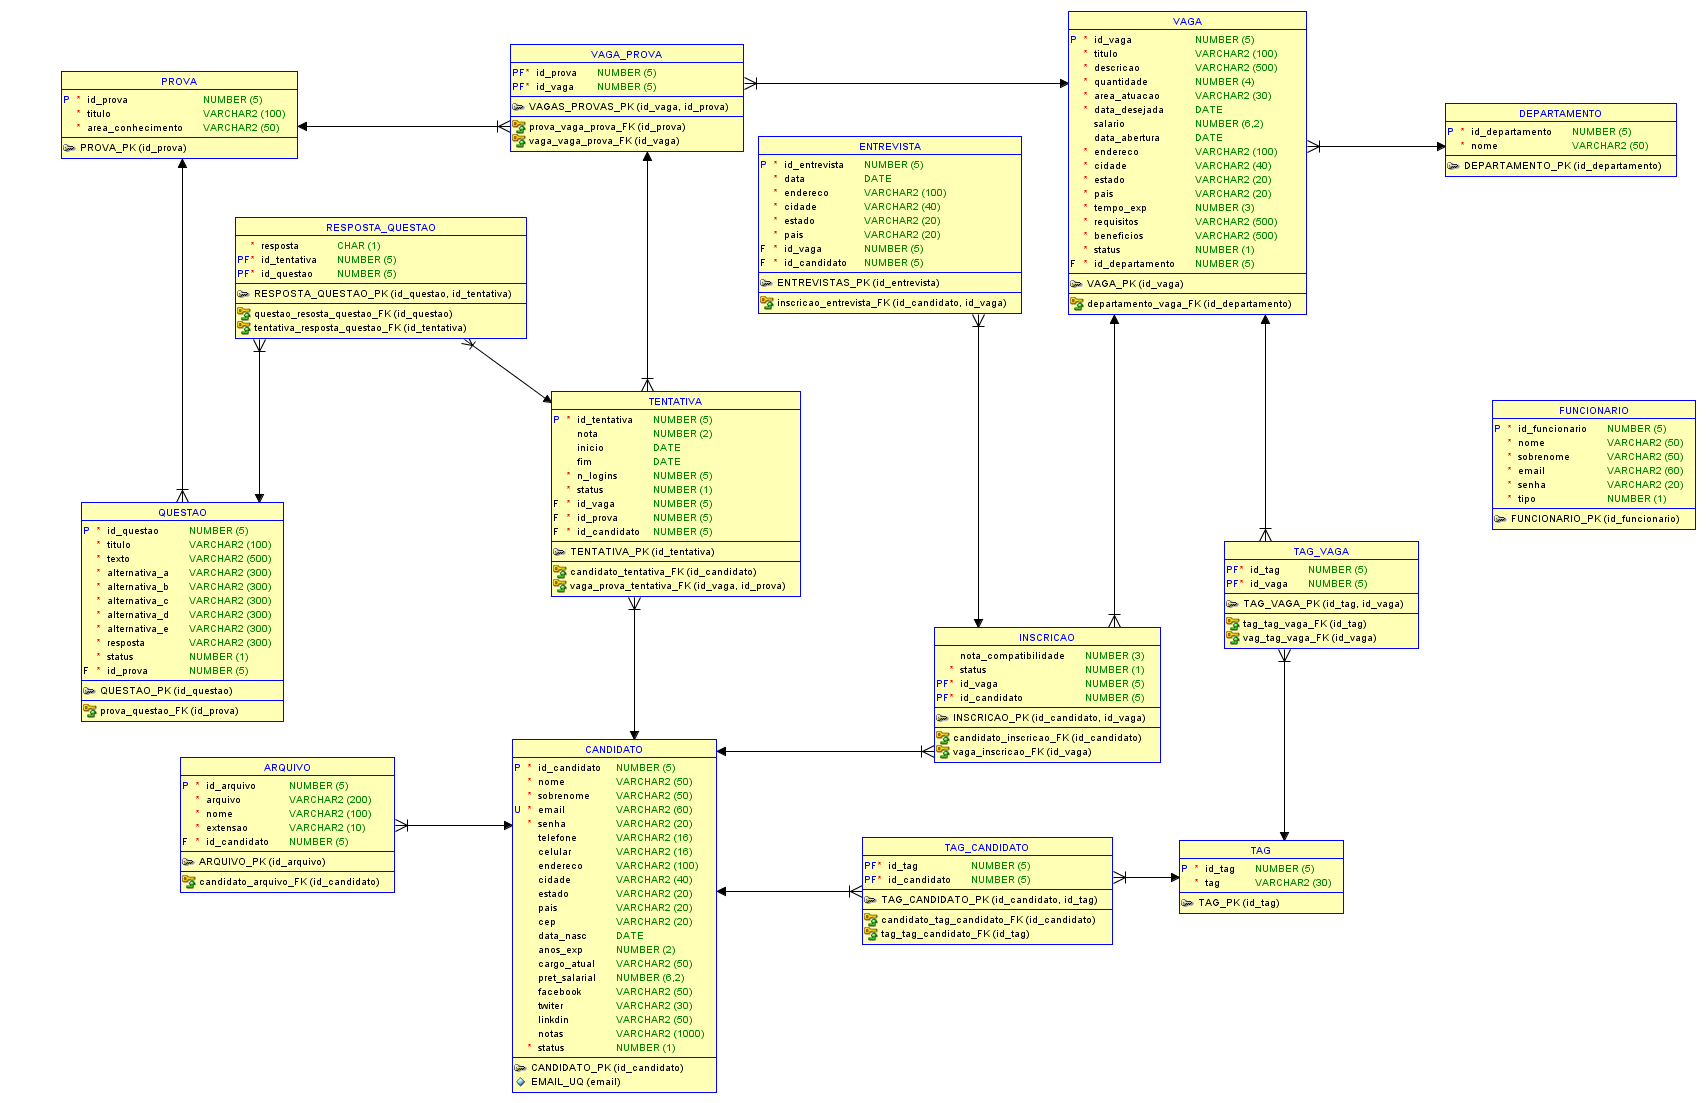 PROVA
P * id_prova NUMBER (5)
* titulo VARCHAR2 (100)
* area_conhecimento VARCHAR2 (50)
PROVA_PK (id_prova)
VAGA_PROVA
PF* id_prova NUMBER (5)
PF* id_vaga NUMBER (5)
VAGAS_PROVAS_PK (id_vaga, id_prova)
prova_vaga_prova_FK (id_prova)
vaga_vaga_prova_FK (id_vaga)
VAGA
P * id_vaga NUMBER (5)
* titulo VARCHAR2 (100)
* descricao VARCHAR2 (500)
* quantidade NUMBER (4)
* area_atuacao VARCHAR2 (30)
* data_desejada DATE
salario NUMBER (6,2)
data_abertura DATE
* endereco VARCHAR2 (100)
* cidade VARCHAR2 (40)
* estado VARCHAR2 (20)
* pais VARCHAR2 (20)
* tempo_exp NUMBER (3)
* requisitos VARCHAR2 (500)
* beneficios VARCHAR2 (500)
* status NUMBER (1)
F * id_departamento NUMBER (5)
VAGA_PK (id_vaga)
departamento_vaga_FK (id_departamento)
DEPARTAMENTO
P * id_departamento NUMBER (5)
* nome VARCHAR2 (50)
DEPARTAMENTO_PK (id_departamento)
ENTREVISTA
P * id_entrevista NUMBER (5)
* data DATE
* endereco VARCHAR2 (100)
* cidade VARCHAR2 (40)
* estado VARCHAR2 (20)
* pais VARCHAR2 (20)
F * id_vaga NUMBER (5)
F * id_candidato NUMBER (5)
ENTREVISTAS_PK (id_entrevista)
inscricao_entrevista_FK (id_candidato, id_vaga)
RESPOSTA_QUESTAO
* resposta CHAR (1)
PF* id_tentativa NUMBER (5)
PF* id_questao NUMBER (5)
RESPOSTA_QUESTAO_PK (id_questao, id_tentativa)
questao_resosta_questao_FK (id_questao)
tentativa_resposta_questao_FK (id_tentativa)
TENTATIVA
P * id_tentativa NUMBER (5)
nota NUMBER (2)
inicio DATE
fim DATE
* n_logins NUMBER (5)
* status NUMBER (1)
F * id_vaga NUMBER (5)
F * id_prova NUMBER (5)
F * id_candidato NUMBER (5)
TENTATIVA_PK (id_tentativa)
candidato_tentativa_FK (id_candidato)
vaga_prova_tentativa_FK (id_vaga, id_prova)
FUNCIONARIO
P * id_funcionario NUMBER (5)
* nome VARCHAR2 (50)
* sobrenome VARCHAR2 (50)
* email VARCHAR2 (60)
* senha VARCHAR2 (20)
* tipo NUMBER (1)
FUNCIONARIO_PK (id_funcionario)
QUESTAO
P * id_questao NUMBER (5)
* titulo VARCHAR2 (100)
* texto VARCHAR2 (500)
* alternativa_a VARCHAR2 (300)
* alternativa_b VARCHAR2 (300)
* alternativa_c VARCHAR2 (300)
* alternativa_d VARCHAR2 (300)
* alternativa_e VARCHAR2 (300)
* resposta VARCHAR2 (300)
* status NUMBER (1)
F * id_prova NUMBER (5)
QUESTAO_PK (id_questao)
prova_questao_FK (id_prova)
TAG_VAGA
PF* id_tag NUMBER (5)
PF* id_vaga NUMBER (5)
TAG_VAGA_PK (id_tag, id_vaga)
tag_tag_vaga_FK (id_tag)
vag_tag_vaga_FK (id_vaga)
INSCRICAO
nota_compatibilidade NUMBER (3)
* status NUMBER (1)
PF* id_vaga NUMBER (5)
PF* id_candidato NUMBER (5)
INSCRICAO_PK (id_candidato, id_vaga)
candidato_inscricao_FK (id_candidato)
vaga_inscricao_FK (id_vaga)
ARQUIVO
P * id_arquivo NUMBER (5)
* arquivo VARCHAR2 (200)
* nome VARCHAR2 (100)
* extensao VARCHAR2 (10)
F * id_candidato NUMBER (5)
ARQUIVO_PK (id_arquivo)
candidato_arquivo_FK (id_candidato)
CANDIDATO
P * id_candidato NUMBER (5)
* nome VARCHAR2 (50)
* sobrenome VARCHAR2 (50)
U * email VARCHAR2 (60)
* senha VARCHAR2 (20)
telefone VARCHAR2 (16)
celular VARCHAR2 (16)
endereco VARCHAR2 (100)
cidade VARCHAR2 (40)
estado VARCHAR2 (20)
pais VARCHAR2 (20)
cep VARCHAR2 (20)
data_nasc DATE
anos_exp NUMBER (2)
cargo_atual VARCHAR2 (50)
pret_salarial NUMBER (6,2)
facebook VARCHAR2 (50)
twiter VARCHAR2 (30)
linkdin VARCHAR2 (50)
notas VARCHAR2 (1000)
* status NUMBER (1)
CANDIDATO_PK (id_candidato)
EMAIL_UQ (email)
TAG_CANDIDATO
PF* id_tag NUMBER (5)
PF* id_candidato NUMBER (5)
TAG_CANDIDATO_PK (id_candidato, id_tag)
candidato_tag_candidato_FK (id_candidato)
tag_tag_candidato_FK (id_tag)
TAG
P * id_tag NUMBER (5)
* tag VARCHAR2 (30)
TAG_PK (id_tag)